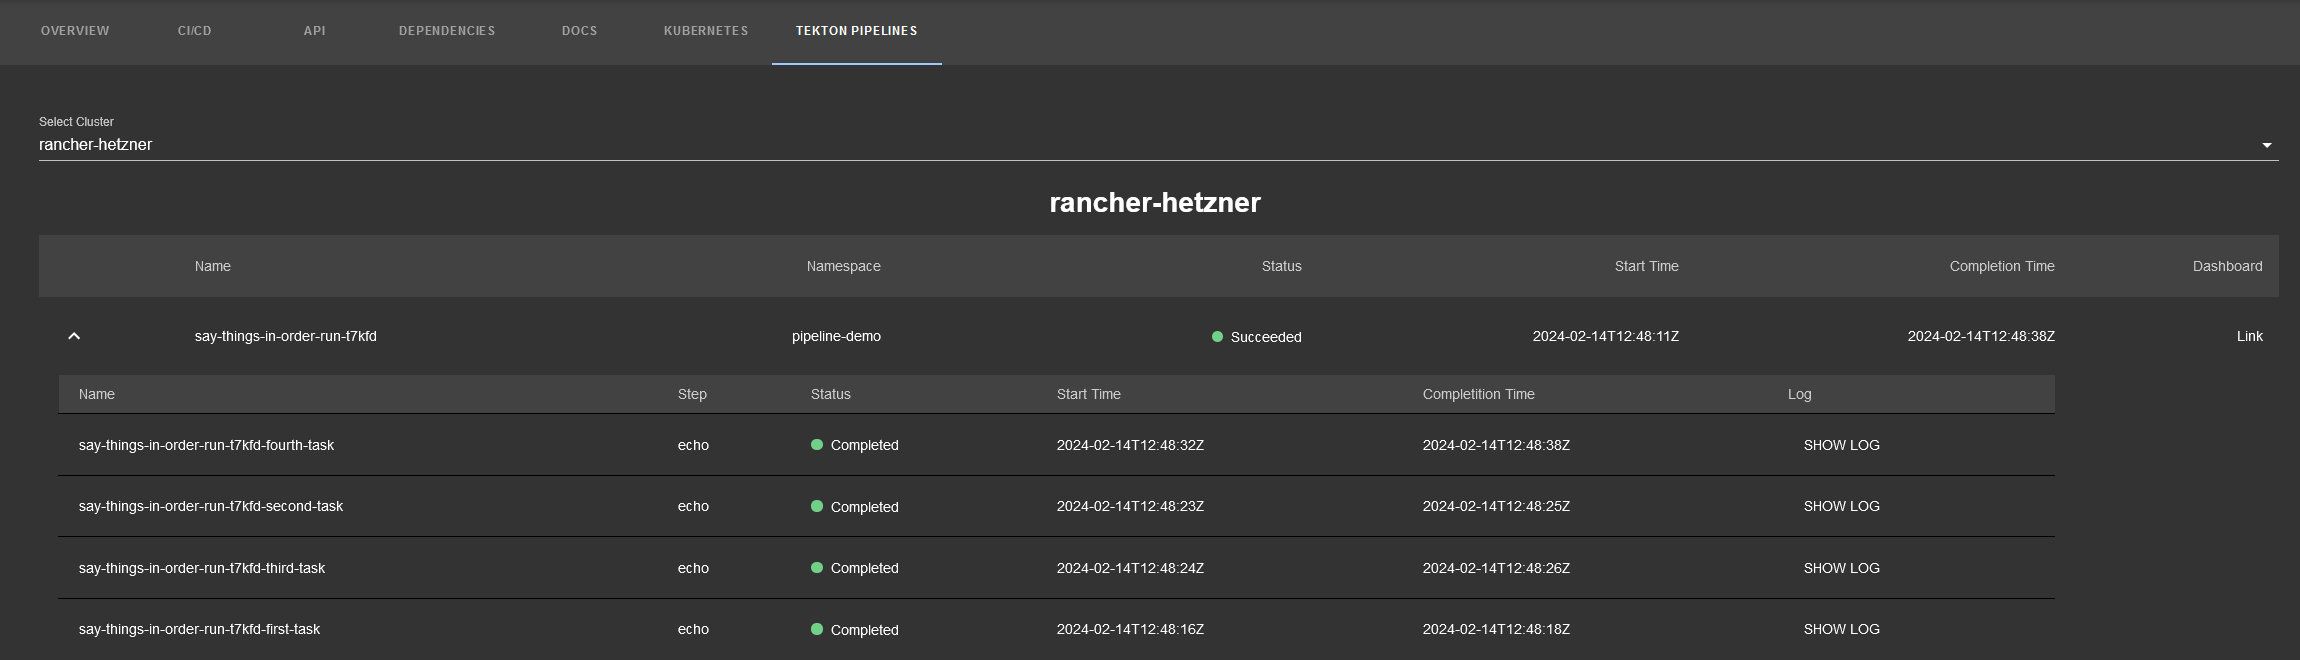 OVERVIEW CI/CD API DEPENDENCIES DOCS KUBERNETES TEKTON PIPELINES
Select Cluster
rancher-hetzner
rancher-hetzner
Name Namespace Status Start Time Completion Time Dashboard
say-things-in-order-run-t7kfd pipeline-demo Succeeded 2024-02-14T12:48:11Z 2024-02-14T12:48:38Z Link
Name Step Status Start Time Completition Time Log
say-things-in-order-run-t7kfd-fourth-task echo Completed 2024-02-14T12:48:32Z 2024-02-14T12:48:38Z SHOW LOG
say-things-in-order-run-t7kfd-second-task echo Completed 2024-02-14T12:48:23Z 2024-02-14T12:48:25Z SHOW LOG
say-things-in-order-run-t7kfd-third-task echo Completed 2024-02-14T12:48:24Z 2024-02-14T12:48:26Z SHOW LOG
say-things-in-order-run-t7kfd-first-task echo Completed 2024-02-14T12:48:16Z 2024-02-14T12:48:18Z SHOW LOG